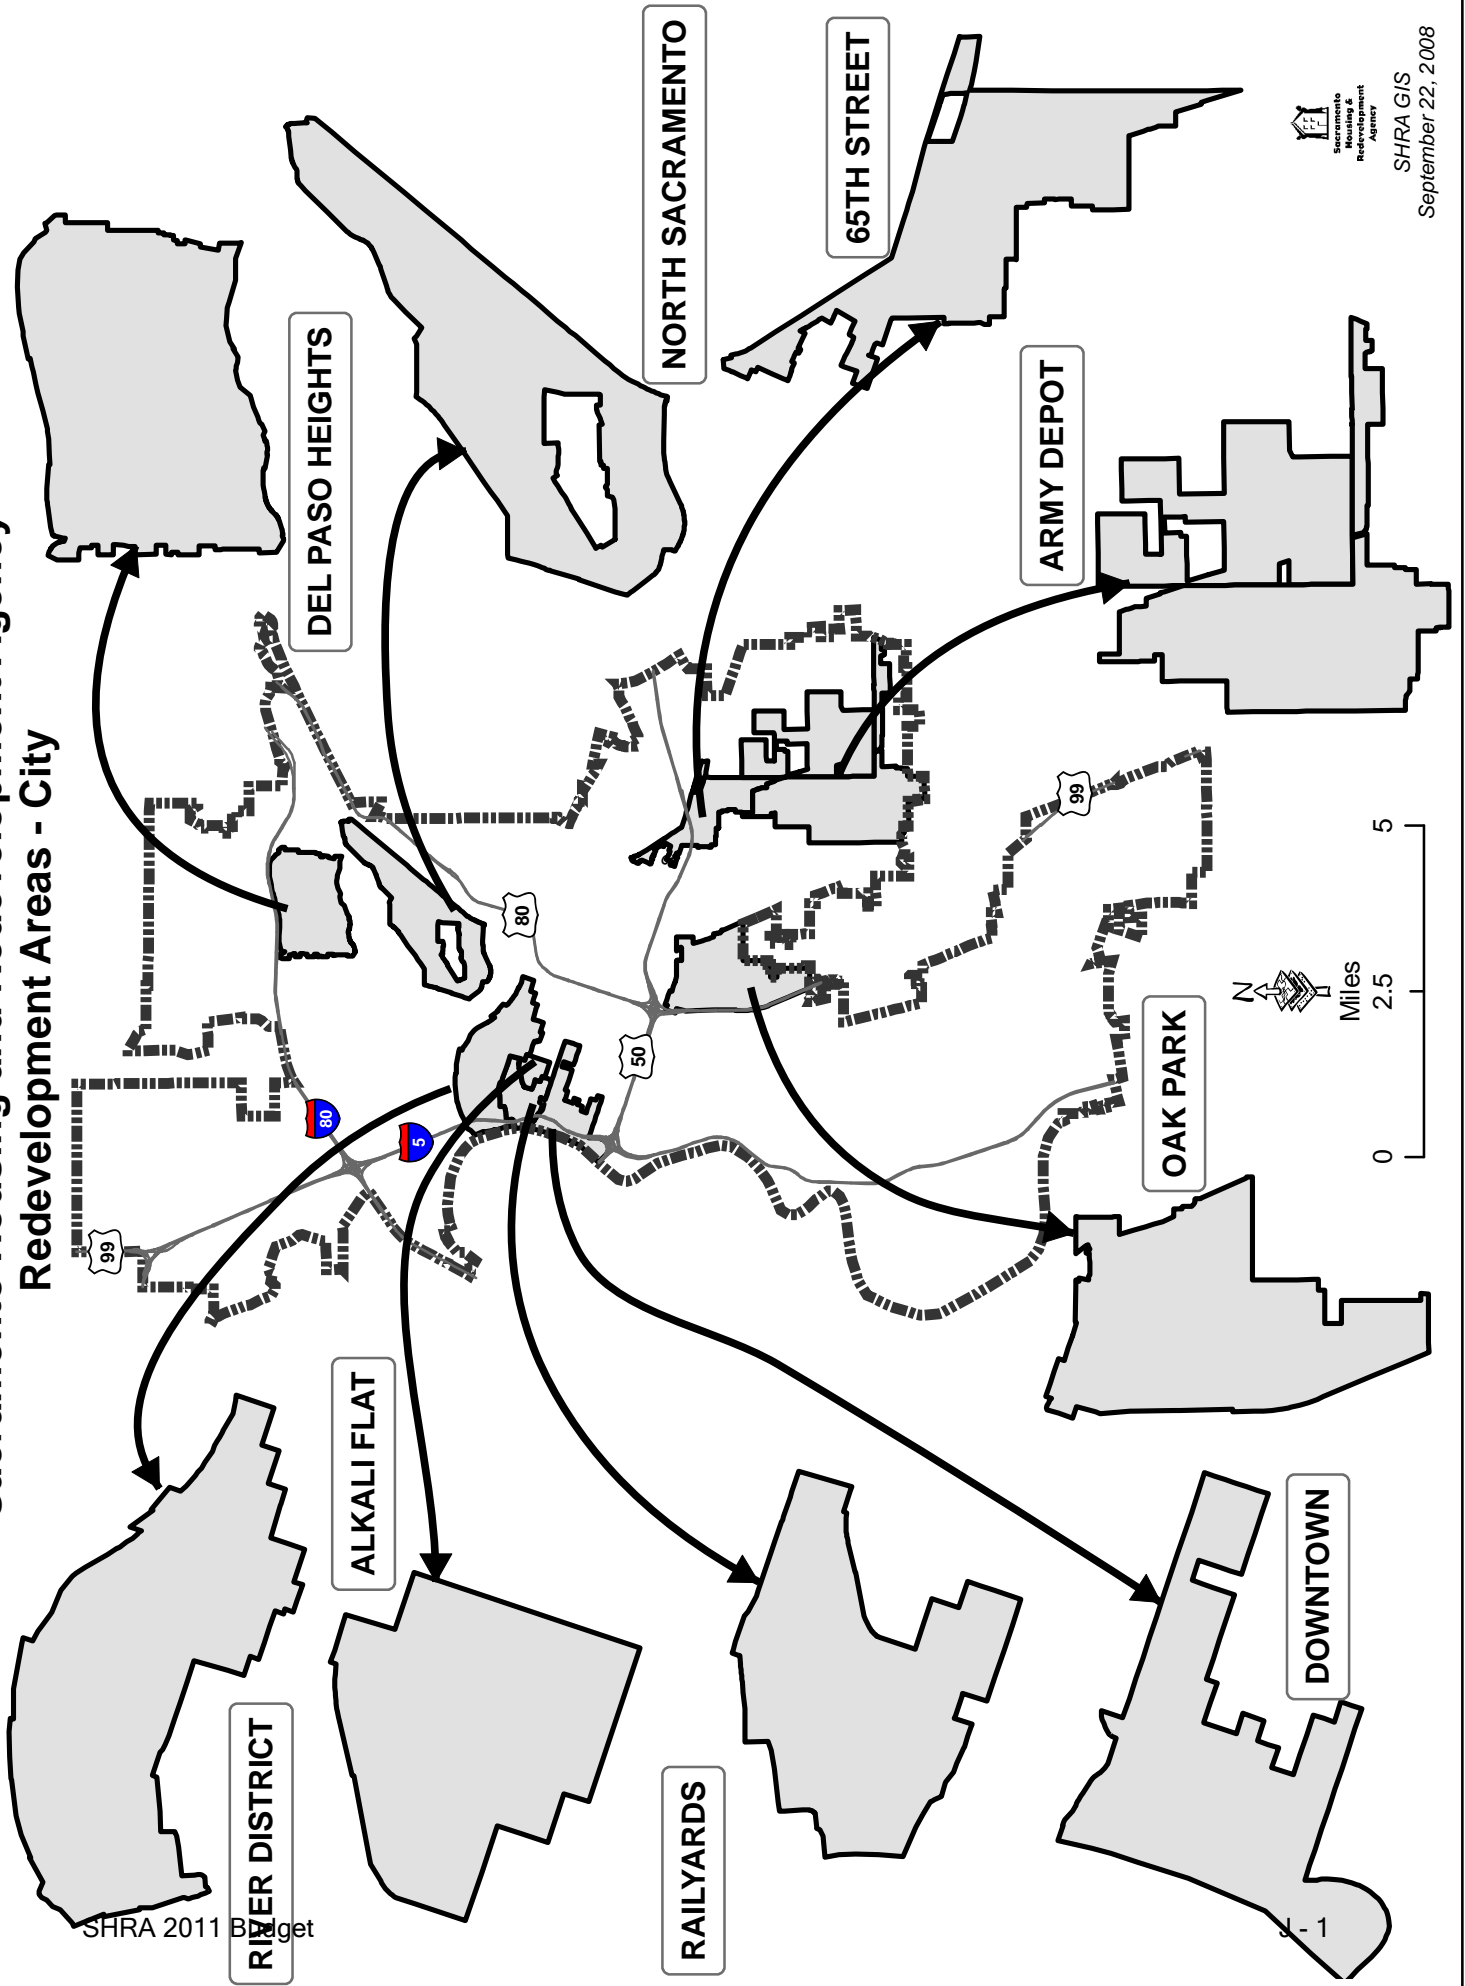 Redevelopment Areas - City
DEL PASO HEIGHTS
NORTH SACRAMENTO
65TH STREET
ARMY DEPOT
OAK PARK
RIVER DISTRICT
ALKALI FLAT
RAILYARDS
DOWNTOWN
99
80
5
80
50
99
N
Miles
0 2.5 5
Sacramento
Housing &
Redevelopment
Agency
SHRA GIS
September 22, 2008
SHRA 2011 Budget
J - 1